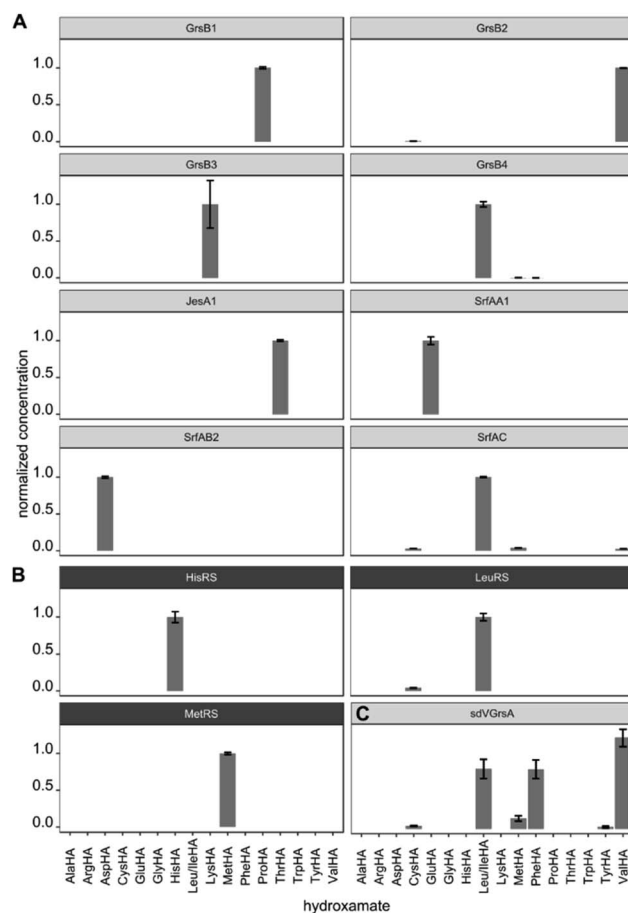 A
GrsB1
GrsB2
1.0
0.5
0.0
GrsB3
GrsB4
1.0
0.5
0.0
JesA1
SrfAA1
1.0
0.5
0.0
SrfAB2
SrfAC
1.0
0.5
0.0
normalized concentration
B
HisRS
LeuRS
1.0
0.5
0.0
MetRS
C
sdVGrsA
1.0
0.5
0.0
AlaHA
ArgHA
AspHA
CysHA
GluHA
GlyHA
HisHA
Leu/IleHA
LysHA
MetHA
PheHA
ProHA
ThrHA
TrpHA
TyrHA
ValHA
AlaHA
ArgHA
AspHA
CysHA
GluHA
GlyHA
HisHA
Leu/IleHA
LysHA
MetHA
PheHA
ProHA
ThrHA
TrpHA
TyrHA
ValHA
hydroxamate